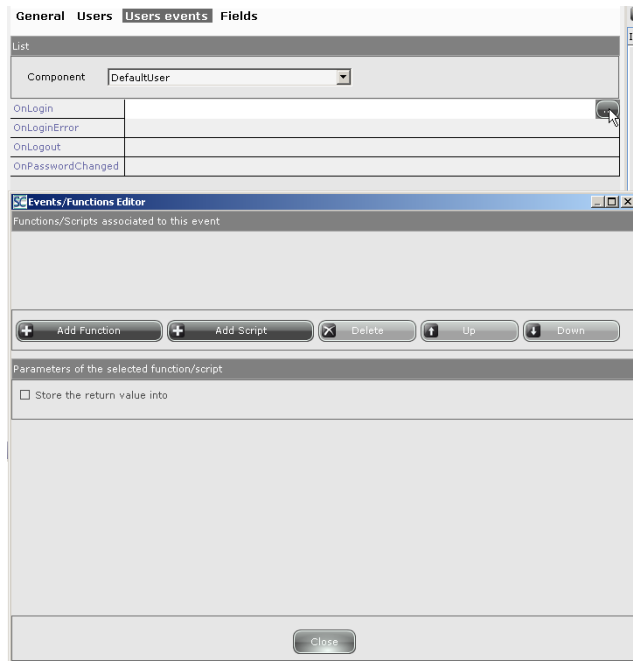 General Users Users events Fields
List
Component DefaultUser
OnLogin ...
OnLoginError
OnLogout
OnPasswordChanged
SC Events/Functions Editor
Functions/Scripts associated to this event
Add Function Add Script Delete Up Down
Parameters of the selected function/script
Store the return value into
Close